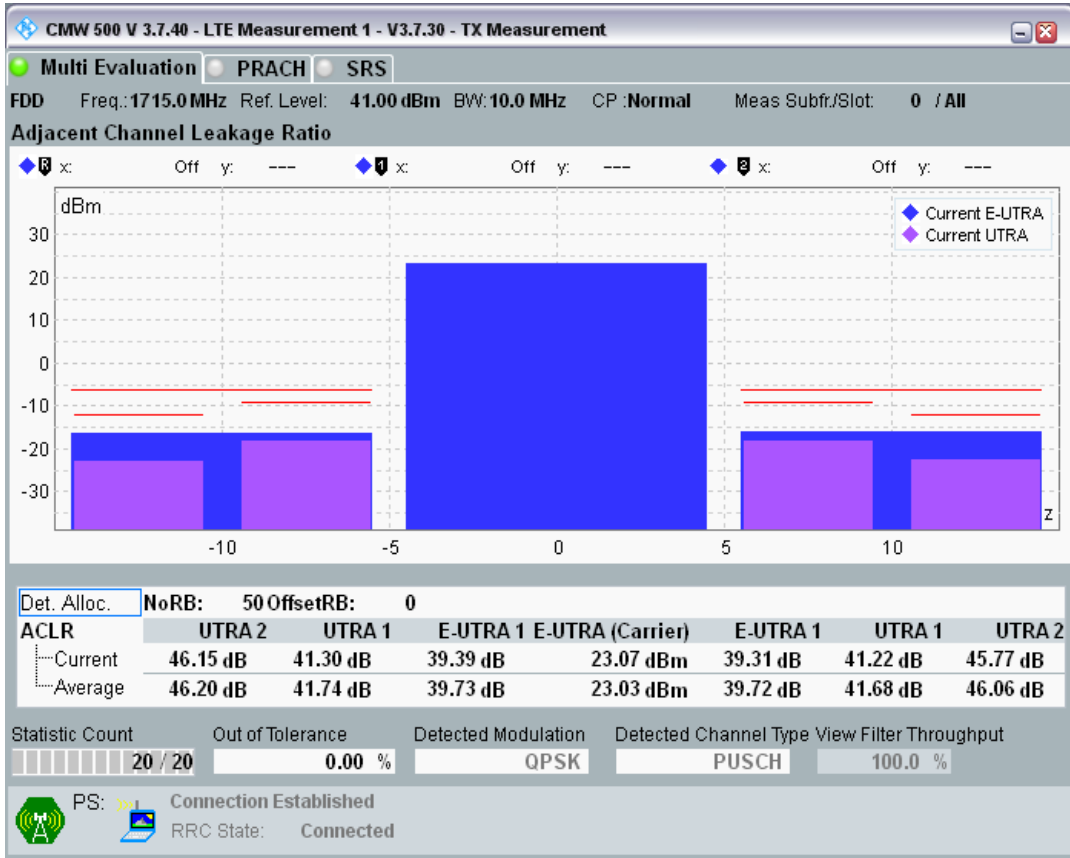 CMW 500 V 3.7.40 - LTE Measurement 1 - V3.7.30 - TX Measurement
Multi Evaluation PRACH SRS
FDD Freq.: 1715.0 MHz Ref. Level: 41.00 dBm BW: 10.0 MHz CP :Normal Meas Subfr./Slot: 0 / All
Adjacent Channel Leakage Ratio
R x: Off y: --- 1 x: Off y: --- 2 x: Off y: ---
dBm
Current E-UTRA
Current UTRA
30
20
10
0
-10
-20
-30
z
-10 -5 0 5 10
Det. Alloc. NoRB: 50 OffsetRB: 0
ACLR UTRA 2 UTRA 1 E-UTRA 1 E-UTRA (Carrier) E-UTRA 1 UTRA 1 UTRA 2
Current 46.15 dB 41.30 dB 39.39 dB 23.07 dBm 39.31 dB 41.22 dB 45.77 dB
Average 46.20 dB 41.74 dB 39.73 dB 23.03 dBm 39.72 dB 41.68 dB 46.06 dB
Statistic Count Out of Tolerance Detected Modulation Detected Channel Type View Filter Throughput
20 / 20 0.00 % QPSK PUSCH 100.0 %
PS: Connection Established
RRC State: Connected